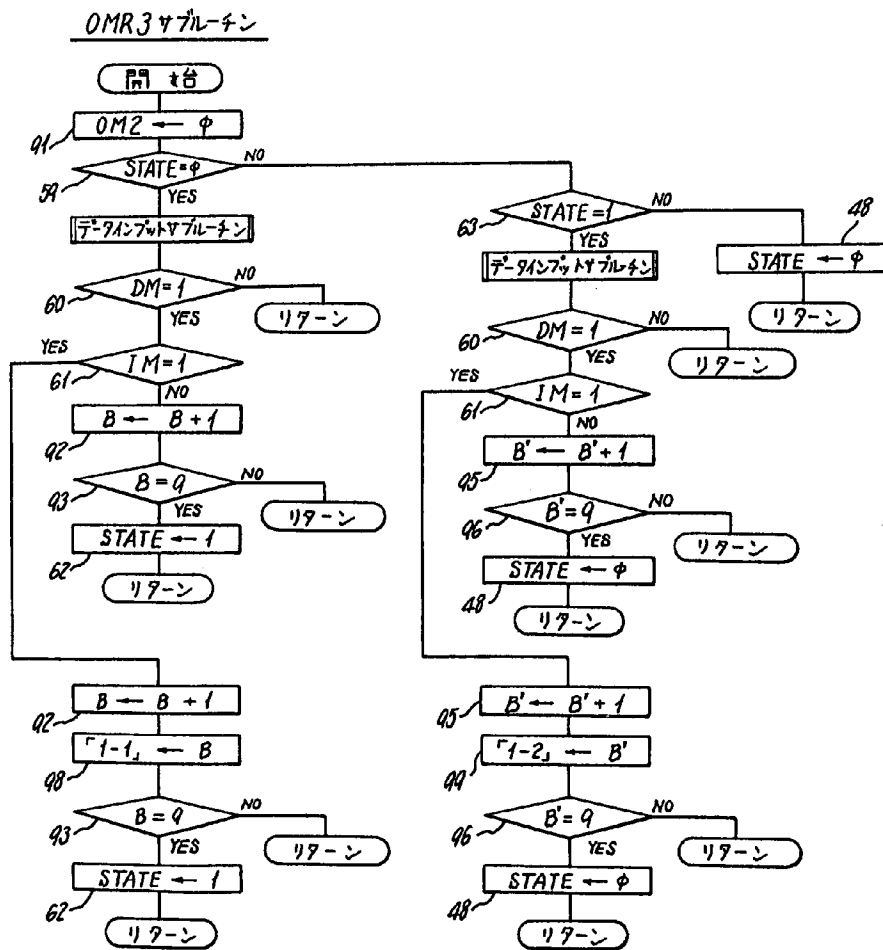 OMR3 サブルーチン
開 始
OM2 ← φ
91
STATE=φ
NO
59
YES
データインプットサブルーチン
DM=1
NO
60
YES
リターン
YES
IM=1
61
NO
B ← B+1
92
B=9
NO
93
YES
リターン
STATE ← 1
62
リターン
B ← B+1
92
「1-1」 ← B
98
B=9
NO
93
YES
リターン
STATE ← 1
62
リターン
STATE=1
NO
63
YES
48
STATE ← φ
リターン
データインプットサブルーチン
DM=1
NO
60
YES
リターン
YES
IM=1
61
NO
B' ← B'+1
95
B'=9
NO
96
YES
リターン
STATE ← φ
48
リターン
B' ← B'+1
95
「1-2」 ← B'
99
B'=9
NO
96
YES
リターン
STATE ← φ
48
リターン